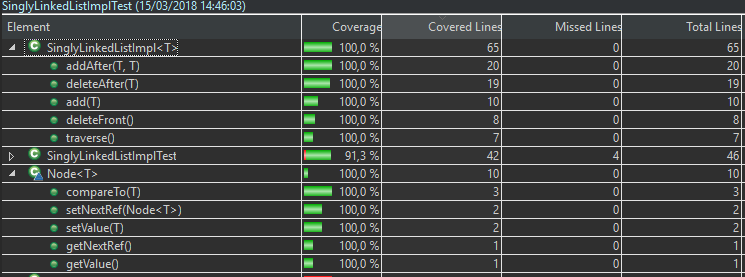 SinglyLinkedListImplTest (15/03/2018 14:46:03)
Element Coverage Covered Lines Missed Lines Total Lines
SinglyLinkedListImpl<T> 100,0 % 65 0 65
addAfter(T, T) 100,0 % 20 0 20
deleteAfter(T) 100,0 % 19 0 19
add(T) 100,0 % 10 0 10
deleteFront() 100,0 % 8 0 8
traverse() 100,0 % 7 0 7
SinglyLinkedListImplTest 91,3 % 42 4 46
Node<T> 100,0 % 10 0 10
compareTo(T) 100,0 % 3 0 3
setNextRef(Node<T>) 100,0 % 2 0 2
setValue(T) 100,0 % 2 0 2
getNextRef() 100,0 % 1 0 1
getValue() 100,0 % 1 0 1